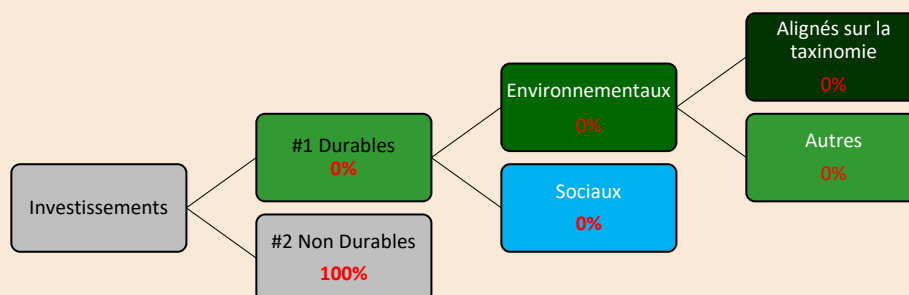 Investissements
#1 Durables
0%
#2 Non Durables
100%
Environnementaux
0%
Sociaux
0%
Alignés sur la
taxinomie
0%
Autres
0%